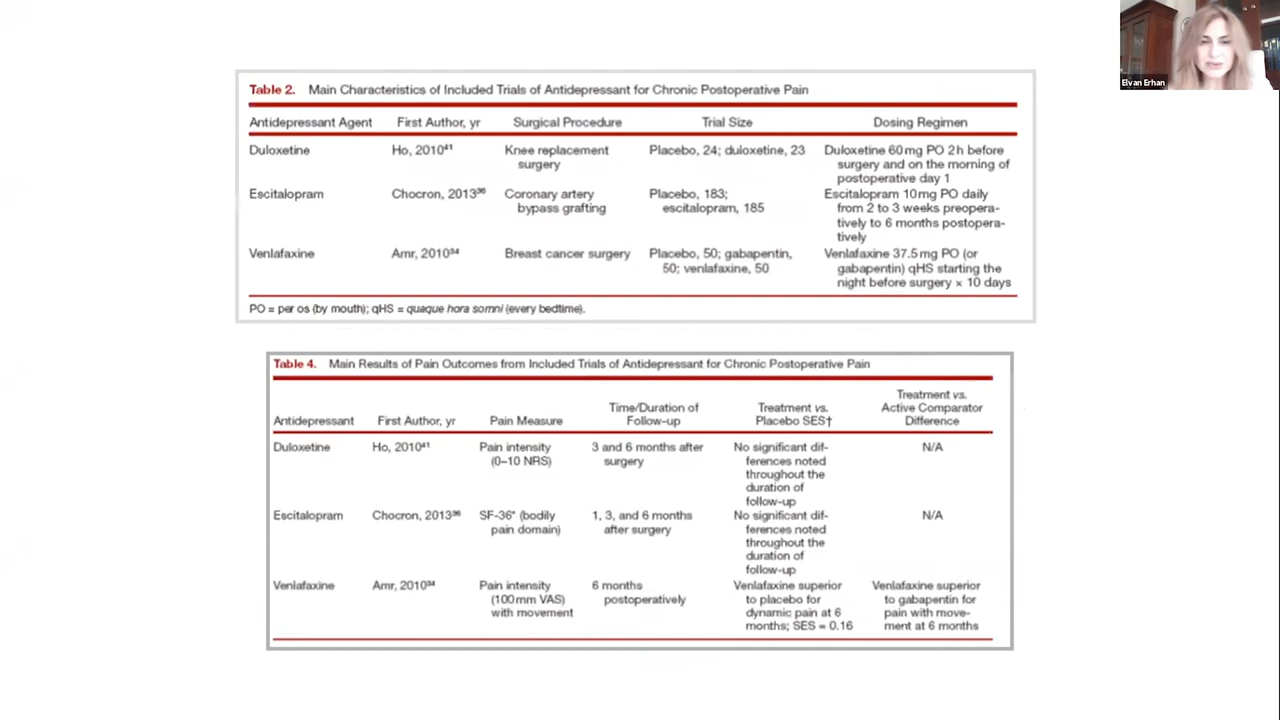 Elvan Erhan
Table 2. Main Characteristics of Included Trials of Antidepressant for Chronic Postoperative Pain
Antidepressant Agent First Author, yr Surgical Procedure Trial Size Dosing Regimen
Duloxetine Ho, 2010⁴¹ Knee replacement Placebo, 24; duloxetine, 23 Duloxetine 60 mg PO 2 h before
surgery surgery and on the morning of
postoperative day 1
Escitalopram Chocron, 2013³⁶ Coronary artery Placebo, 183; Escitalopram 10 mg PO daily
bypass grafting escitalopram, 185 from 2 to 3 weeks preopera-
tively to 6 months postopera-
tively
Venlafaxine Amr, 2010³⁴ Breast cancer surgery Placebo, 50; gabapentin, Venlafaxine 37.5 mg PO (or
50; venlafaxine, 50 gabapentin) qHS starting the
night before surgery × 10 days
PO = per os (by mouth); qHS = quaque hora somni (every bedtime).
Table 4. Main Results of Pain Outcomes from Included Trials of Antidepressant for Chronic Postoperative Pain
Treatment vs.
Time/Duration of Treatment vs. Active Comparator
Antidepressant First Author, yr Pain Measure Follow-up Placebo SES† Difference
Duloxetine Ho, 2010⁴¹ Pain intensity 3 and 6 months after No significant dif- N/A
(0–10 NRS) surgery ferences noted
throughout the
duration of
follow-up
Escitalopram Chocron, 2013³⁶ SF-36* (bodily 1, 3, and 6 months No significant dif- N/A
pain domain) after surgery ferences noted
throughout the
duration of
follow-up
Venlafaxine Amr, 2010³⁴ Pain intensity 6 months Venlafaxine superior Venlafaxine superior
(100 mm VAS) postoperatively to placebo for to gabapentin for
with movement dynamic pain at 6 pain with move-
months; SES = 0.16 ment at 6 months